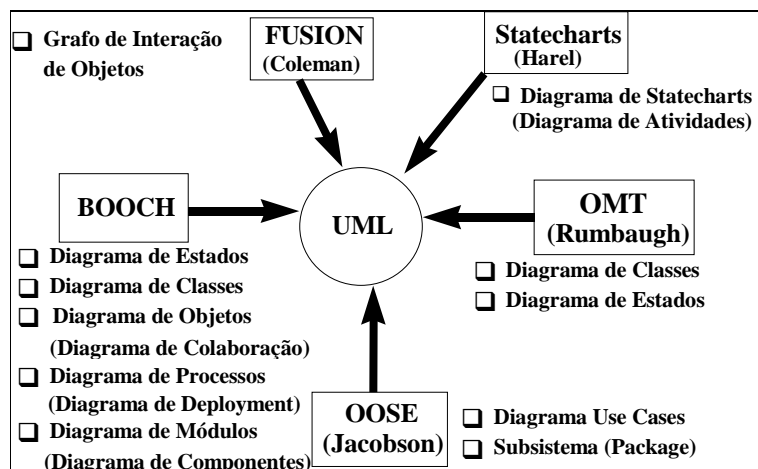 ❑ Grafo de Interação
de Objetos
FUSION
(Coleman)
Statecharts
(Harel)
❑ Diagrama de Statecharts
(Diagrama de Atividades)
BOOCH
UML
OMT
(Rumbaugh)
❑ Diagrama de Estados
❑ Diagrama de Classes
❑ Diagrama de Objetos
(Diagrama de Colaboração)
❑ Diagrama de Processos
(Diagrama de Deployment)
❑ Diagrama de Módulos
(Diagrama de Componentes)
❑ Diagrama de Classes
❑ Diagrama de Estados
OOSE
(Jacobson)
❑ Diagrama Use Cases
❑ Subsistema (Package)